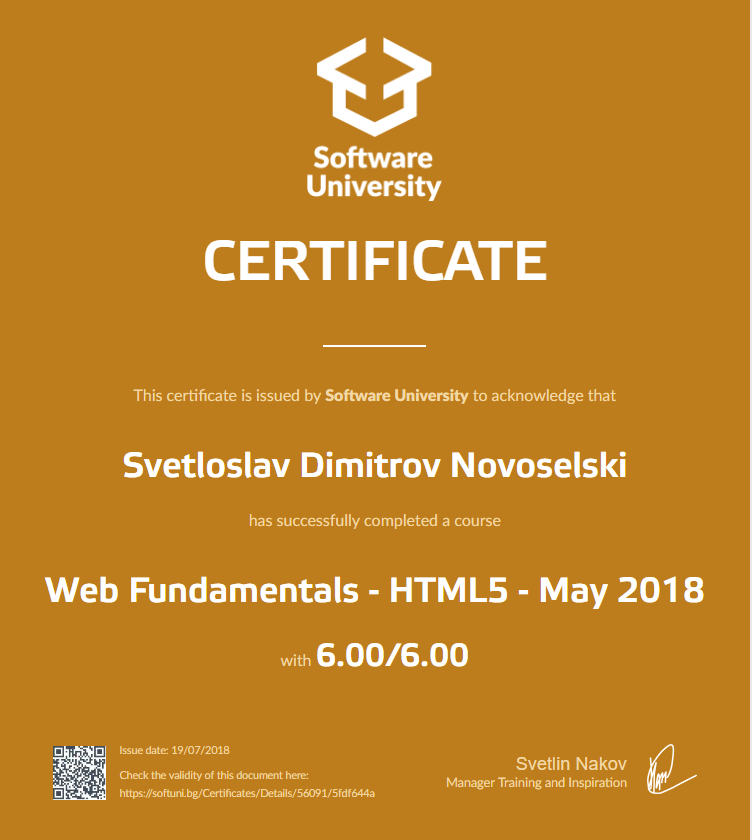 Software
University
CERTIFICATE
This certificate is issued by Software University to acknowledge that
Svetloslav Dimitrov Novoselski
has successfully completed a course
Web Fundamentals - HTML5 - May 2018
with 6.00/6.00
Issue date: 19/07/2018
Check the validity of this document here:
https://softuni.bg/Certificates/Details/56091/5fdf644a
Svetlin Nakov
Manager Training and Inspiration